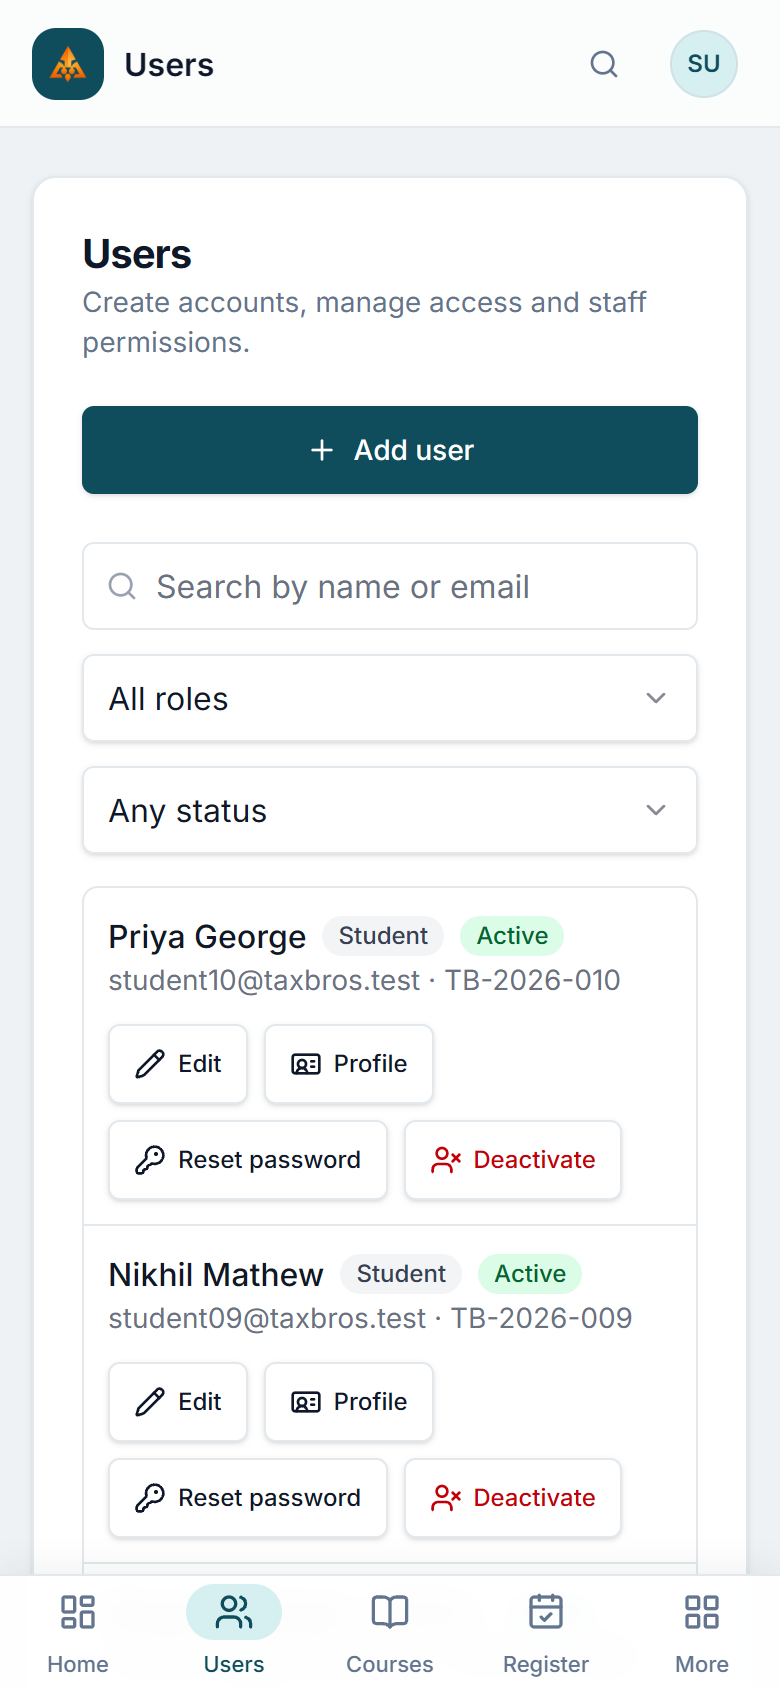 Users
SU
Users
Create accounts, manage access and staff
permissions.
Add user
Search by name or email
All roles
Any status
Priya George Student Active
student10@taxbros.test · TB-2026-010
Edit Profile
Reset password Deactivate
Nikhil Mathew Student Active
student09@taxbros.test · TB-2026-009
Edit Profile
Reset password Deactivate
Home Users Courses Register More